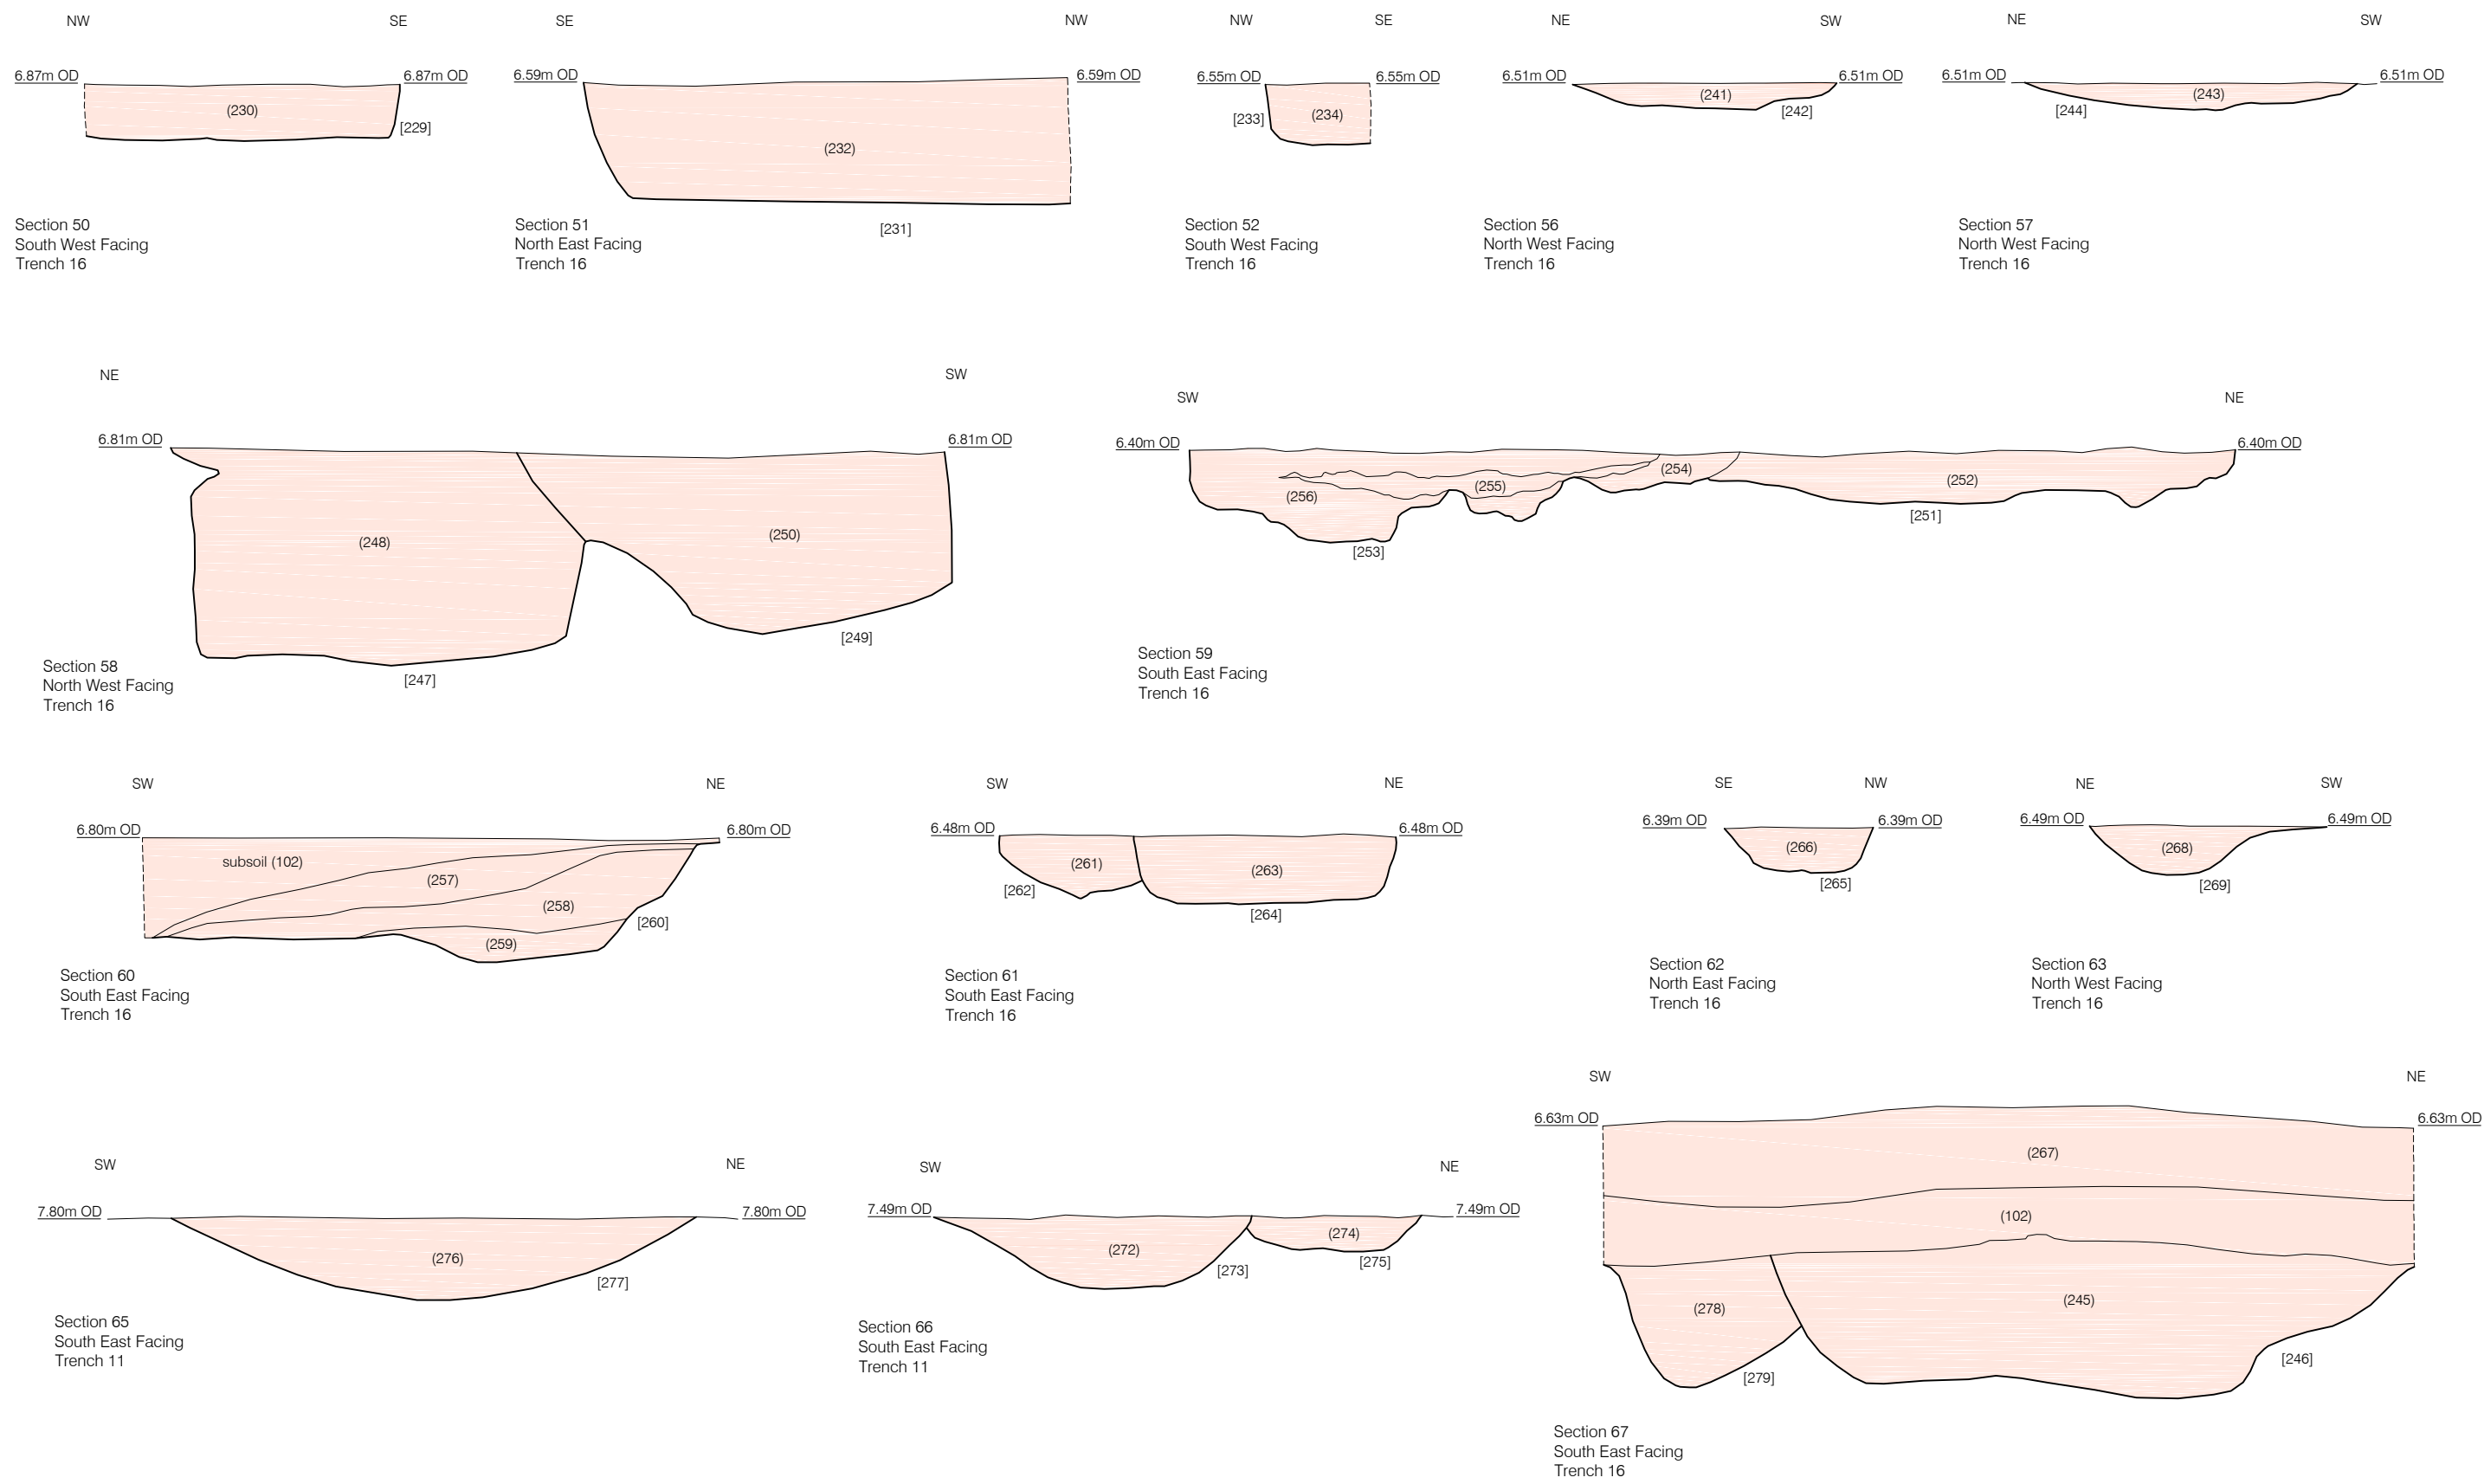 NW SE
6.87m OD 6.87m OD
(230)
[229]
Section 50
South West Facing
Trench 16
SE NW
6.59m OD 6.59m OD
(232)
[231]
Section 51
North East Facing
Trench 16
NW SE
6.55m OD 6.55m OD
[233] (234)
Section 52
South West Facing
Trench 16
NE SW
6.51m OD 6.51m OD
(241)
[242]
Section 56
North West Facing
Trench 16
NE SW
6.51m OD 6.51m OD
(243)
[244]
Section 57
North West Facing
Trench 16
NE SW
6.81m OD 6.81m OD
(248) (250)
[249]
[247]
Section 58
North West Facing
Trench 16
SW NE
6.40m OD 6.40m OD
(254)
(256) (255) (252)
[251]
[253]
Section 59
South East Facing
Trench 16
SW NE
6.80m OD 6.80m OD
subsoil (102)
(257)
(258)
[260]
(259)
Section 60
South East Facing
Trench 16
SW NE
6.48m OD 6.48m OD
(261) (263)
[262]
[264]
Section 61
South East Facing
Trench 16
SE NW
6.39m OD 6.39m OD
(266)
[265]
Section 62
North East Facing
Trench 16
NE SW
6.49m OD 6.49m OD
(268)
[269]
Section 63
North West Facing
Trench 16
SW NE
7.80m OD 7.80m OD
(276)
[277]
Section 65
South East Facing
Trench 11
SW NE
7.49m OD 7.49m OD
(272) (274)
[273] [275]
Section 66
South East Facing
Trench 11
SW NE
6.63m OD 6.63m OD
(267)
(102)
(278) (245)
[279] [246]
Section 67
South East Facing
Trench 16